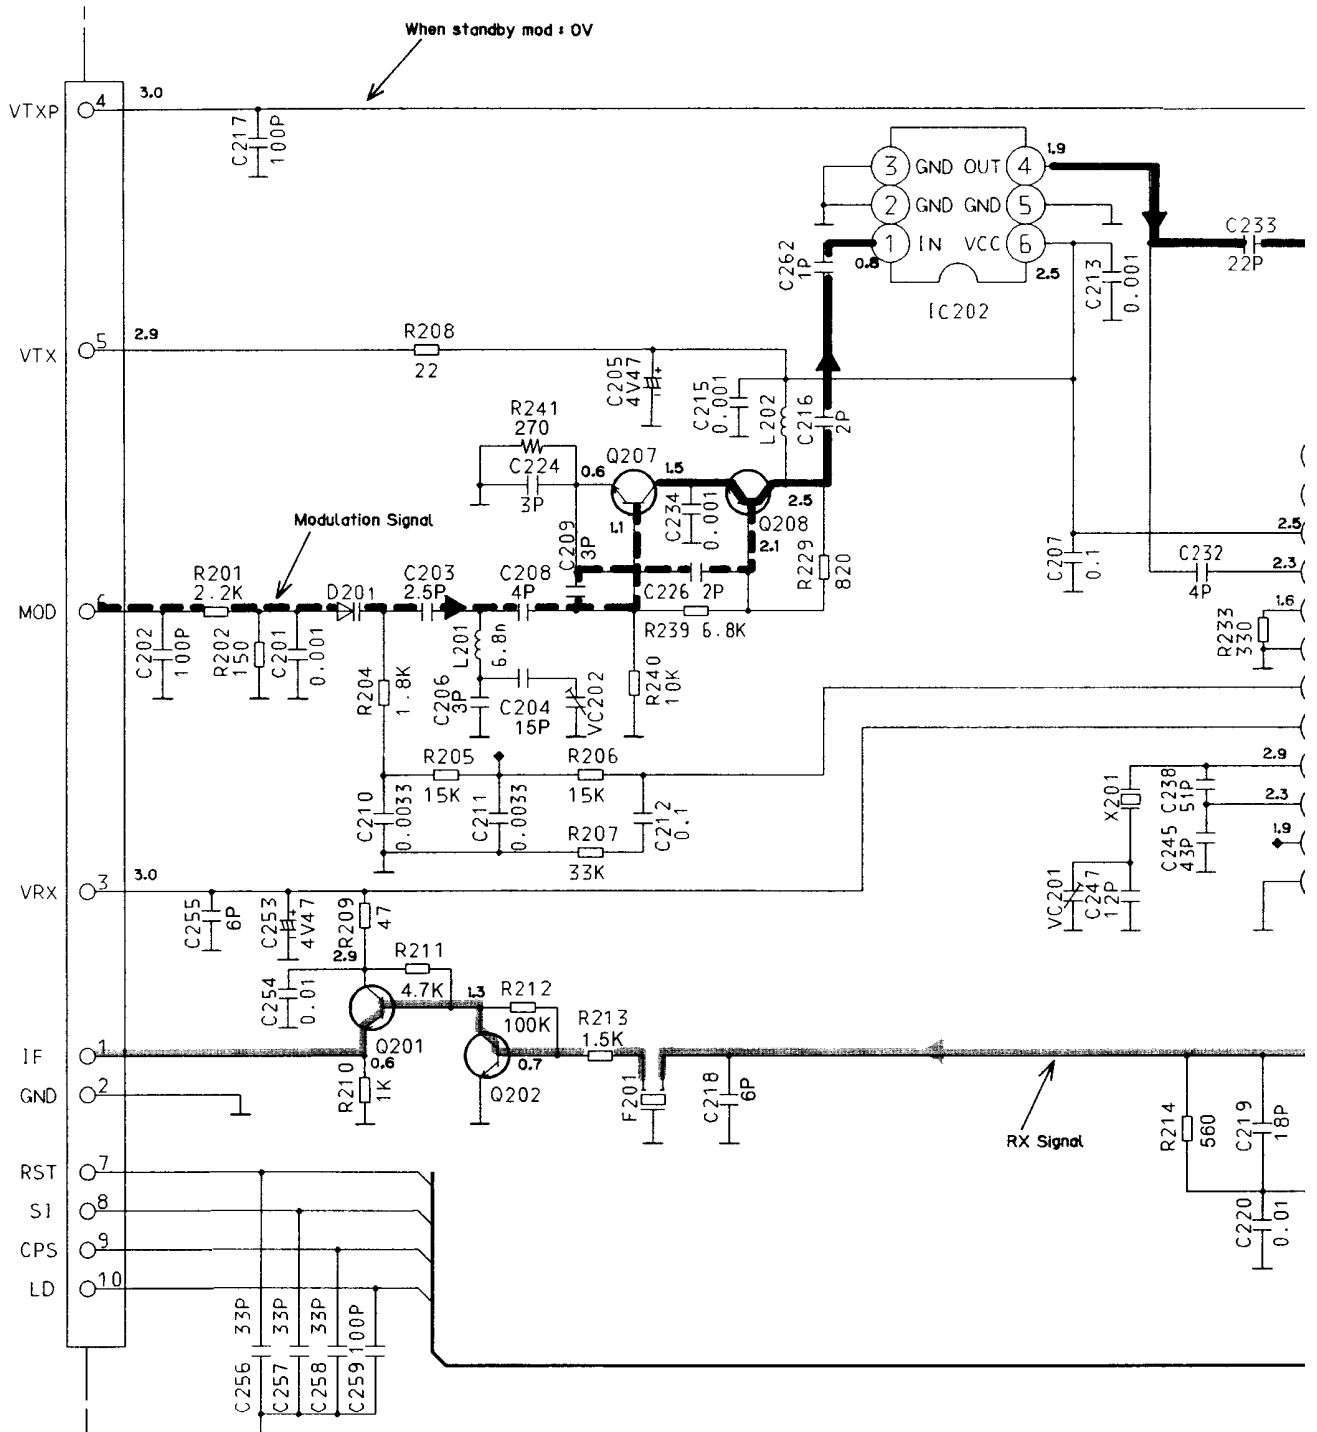 When standby mod : 0V
VTXP
4
3.0
C217
100P
3
GND
OUT
4
1.9
2
GND
GND
5
1
IN
VCC
6
0.8
2.5
IC202
C262
1P
C213
0.001
C233
22P
VTX
5
2.9
R208
22
C205
4V47
+
C215
0.001
L202
C216
2P
R241
270
C224
3P
0.6
Q207
1.5
2.5
1.1
C234
0.001
Q208
2.1
R229
820
C207
0.1
2.5
2.3
C232
4P
1.6
R233
330
Modulation Signal
MOD
6
R201
2.2K
D201
C203
2.5P
C208
4P
C209
3P
C226
2P
R239
6.8K
C202
100P
R202
150
C201
0.001
R204
1.8K
L201
6.8n
C206
3P
C204
15P
VC202
R240
10K
R205
15K
R206
15K
C210
0.0033
C211
0.0033
R207
33K
C212
0.1
X201
C238
51P
C245
43P
VC201
C247
12P
2.9
2.3
1.9
VRX
3
3.0
C255
6P
C253
4V47
+
R209
47
2.9
C254
0.01
R211
4.7K
1.3
R212
100K
R213
1.5K
IF
1
Q201
0.6
R210
1K
0.7
Q202
F201
C218
6P
RX Signal
R214
560
C219
18P
C220
0.01
GND
2
RST
7
SI
8
CPS
9
LD
10
C256
33P
C257
33P
C258
33P
C259
100P